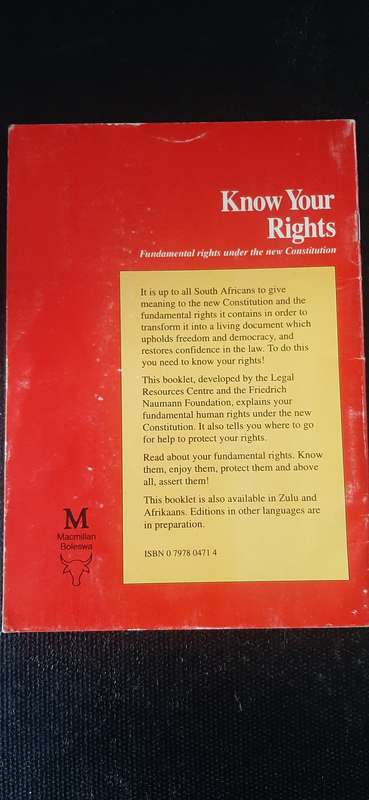 Know Your
Rights
Fundamental rights under the new Constitution
It is up to all South Africans to give
meaning to the new Constitution and the
fundamental rights it contains in order to
transform it into a living document which
upholds freedom and democracy, and
restores confidence in the law. To do this
you need to know your rights!
This booklet, developed by the Legal
Resources Centre and the Friedrich
Naumann Foundation, explains your
fundamental human rights under the new
Constitution. It also tells you where to go
for help to protect your rights.
Read about your fundamental rights. Know
them, enjoy them, protect them and above
all, assert them!
This booklet is also available in Zulu and
Afrikaans. Editions in other languages are
in preparation.
ISBN 0 7978 0471 4
M
Macmillan
Boleswa